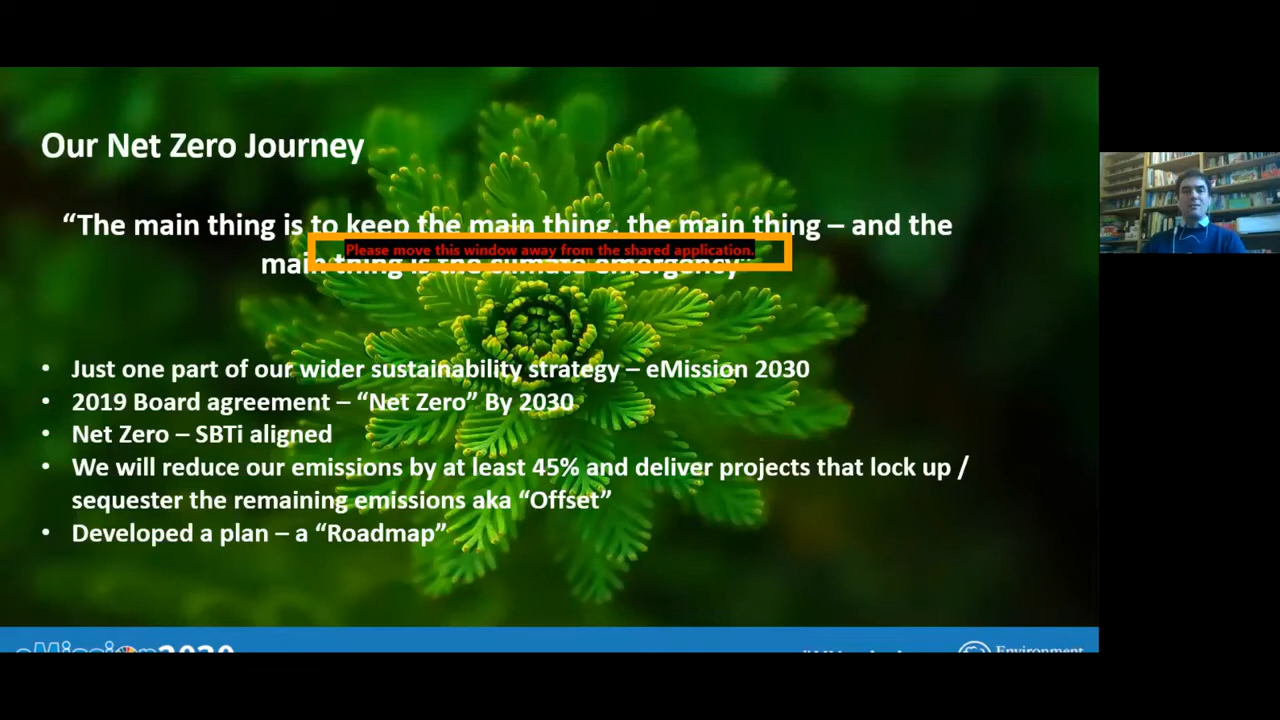 Our Net Zero Journey
“The main thing is to keep the main thing, the main thing – and the
Please move this window away from the shared application.
main thing is the climate emergency”
• Just one part of our wider sustainability strategy – eMission 2030
• 2019 Board agreement – “Net Zero” By 2030
• Net Zero – SBTi aligned
• We will reduce our emissions by at least 45% and deliver projects that lock up /
sequester the remaining emissions aka “Offset”
• Developed a plan – a “Roadmap”
eMission2030
Environment